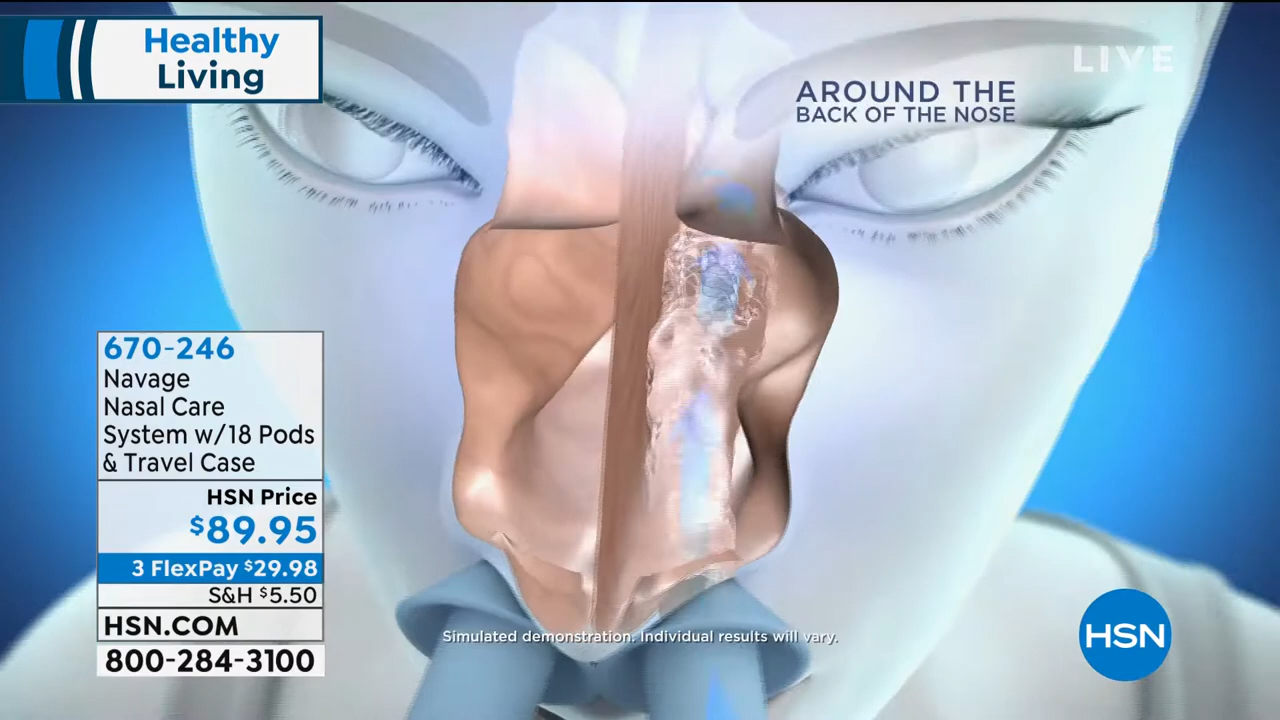 Healthy
Living
LIVE
AROUND THE
BACK OF THE NOSE
670-246
Navage
Nasal Care
System w/18 Pods
& Travel Case
HSN Price
$89.95
3 FlexPay $29.98
S&H $5.50
HSN.COM
800-284-3100
Simulated demonstration. Individual results will vary.
HSN